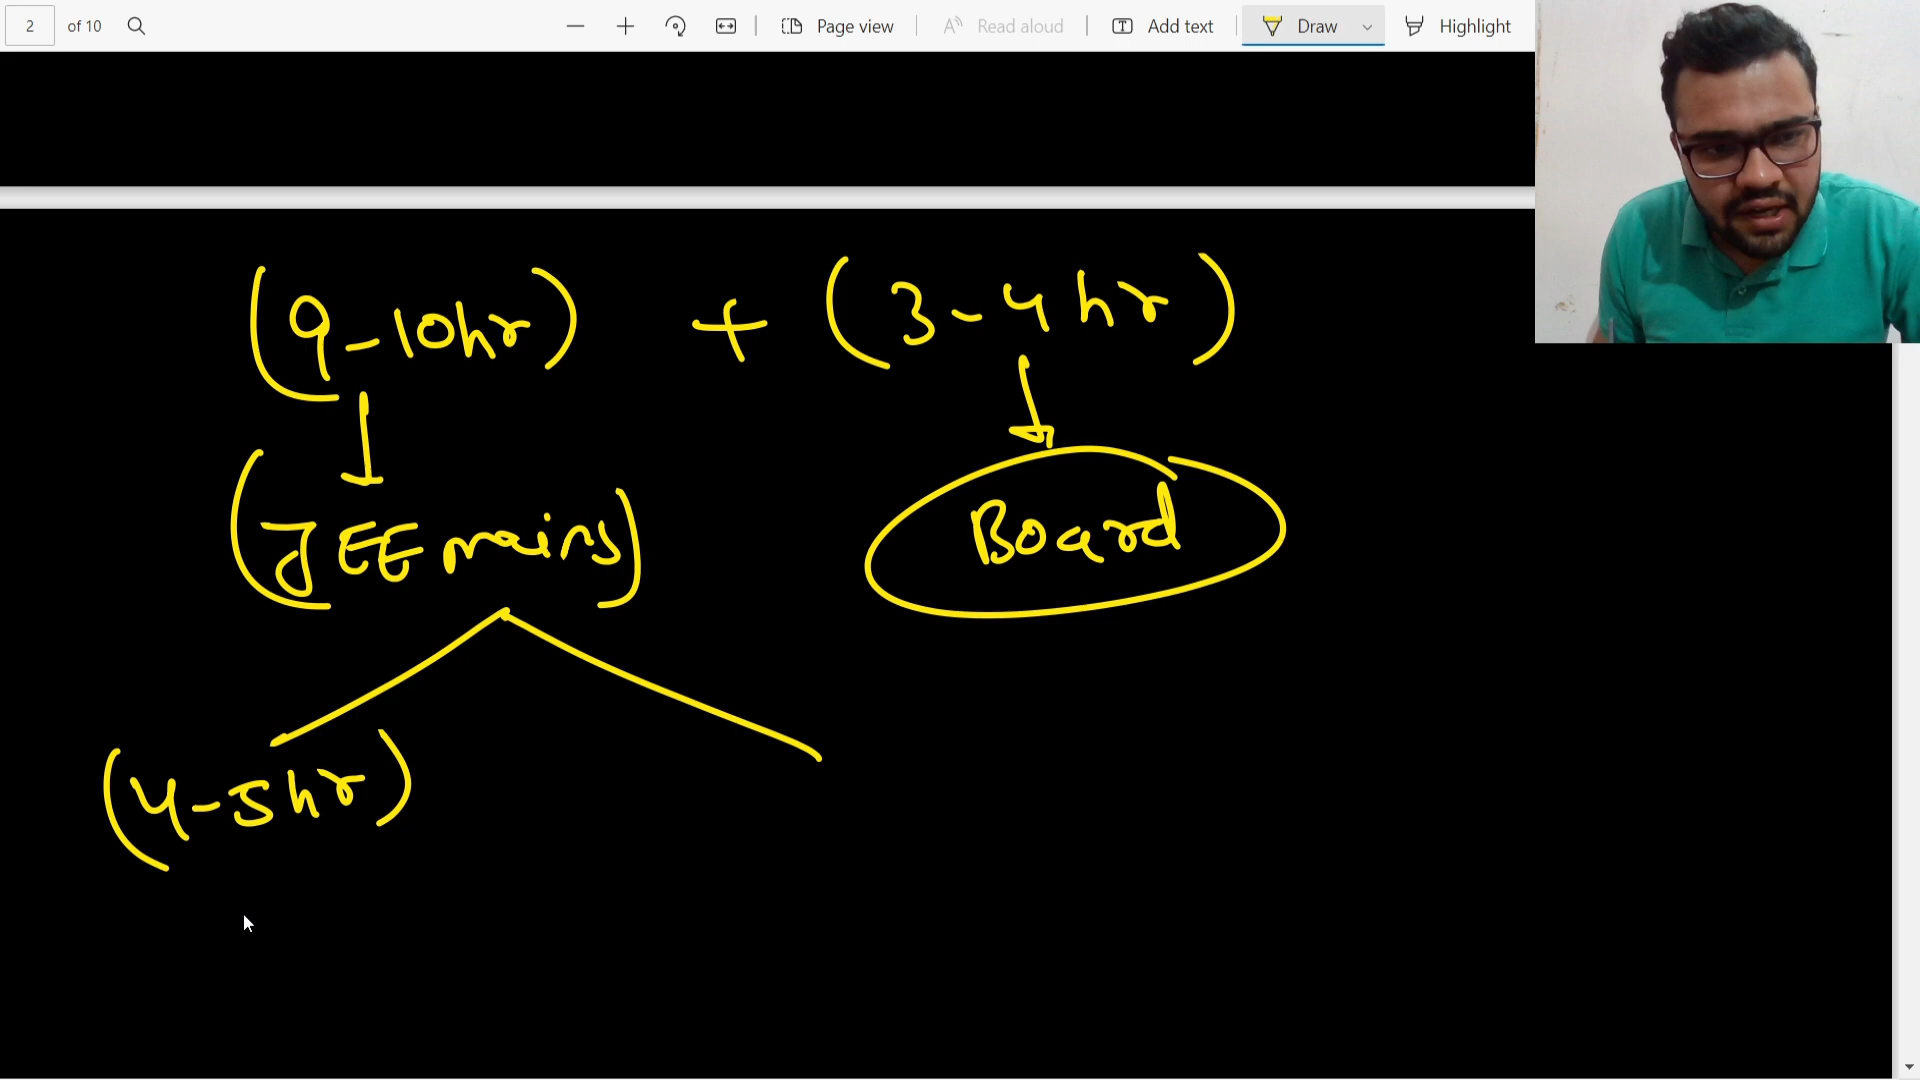 2 of 10 Page view Read aloud Add text Draw Highlight
(9-10hr) + (3-4hr)
(JEE mains) Board
(4-5hr)